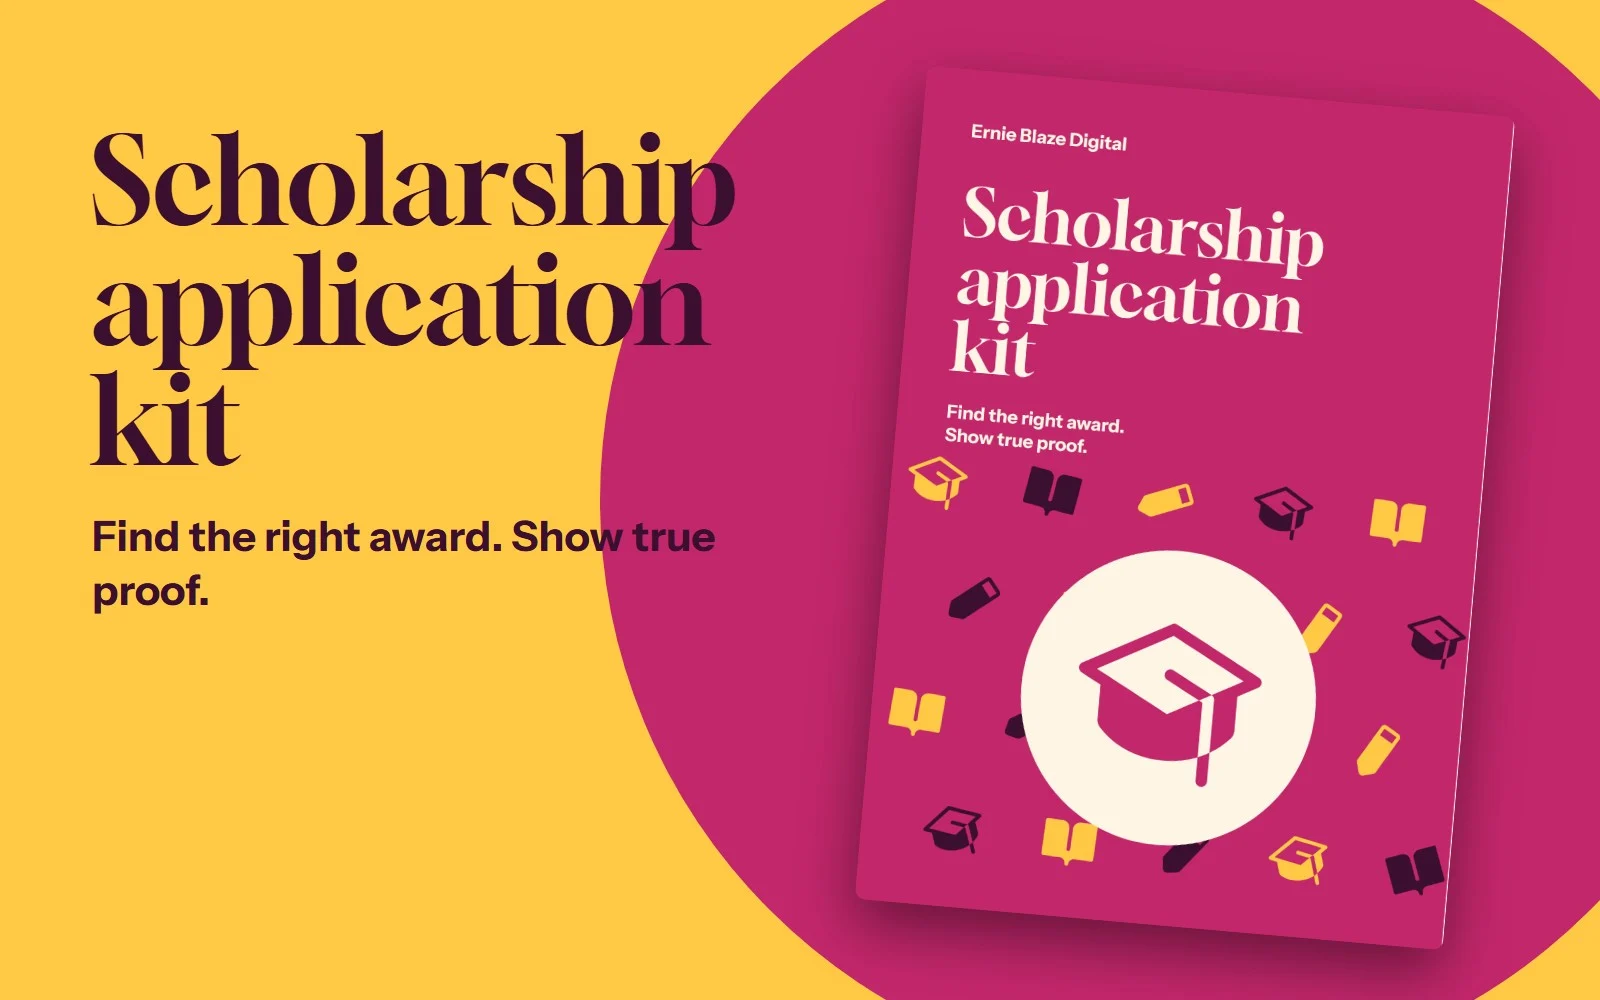 Scholarship
application
kit
Find the right award. Show true
proof.
Ernie Blaze Digital
Scholarship
application
kit
Find the right award.
Show true proof.